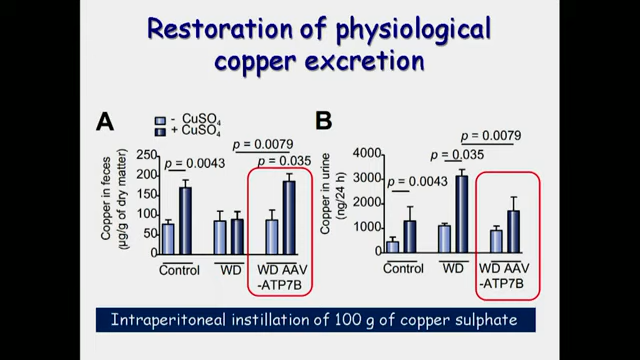 Restoration of physiological
copper excretion
A
- CuSO4
+ CuSO4
Copper in feces
(µg/g of dry matter)
250
200
150
100
50
0
p = 0.0043
p = 0.0079
p = 0.035
Control
WD
WD AAV
-ATP7B
B
Copper in urine
(ng/24 h)
4000
3000
2000
1000
0
p = 0.0043
p = 0.035
p = 0.0079
Control
WD
WD AAV
-ATP7B
Intraperitoneal instillation of 100 g of copper sulphate